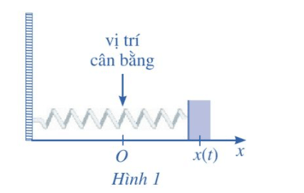 vị trí
cân bằng
O
x(t)
x
Hình 1